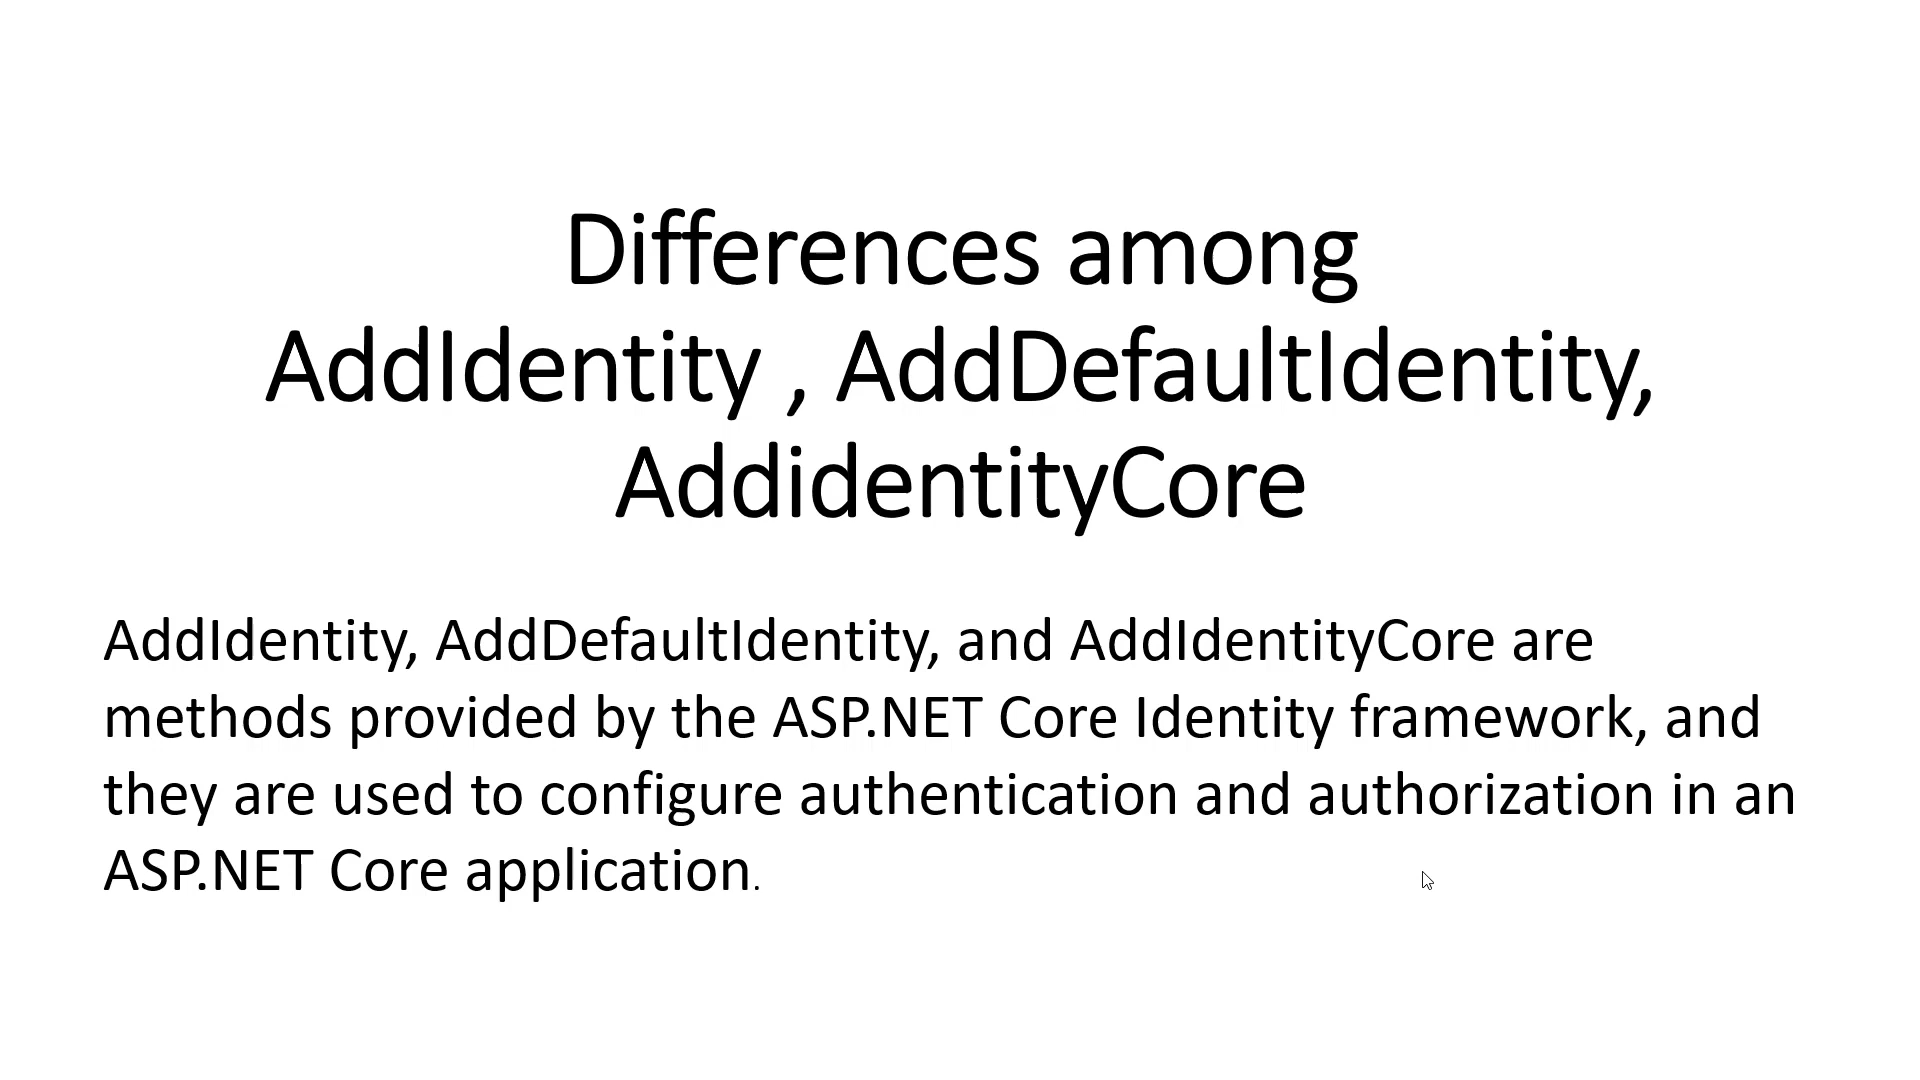 Differences among
AddIdentity , AddDefaultIdentity,
AddidentityCore
AddIdentity, AddDefaultIdentity, and AddIdentityCore are
methods provided by the ASP.NET Core Identity framework, and
they are used to configure authentication and authorization in an
ASP.NET Core application.